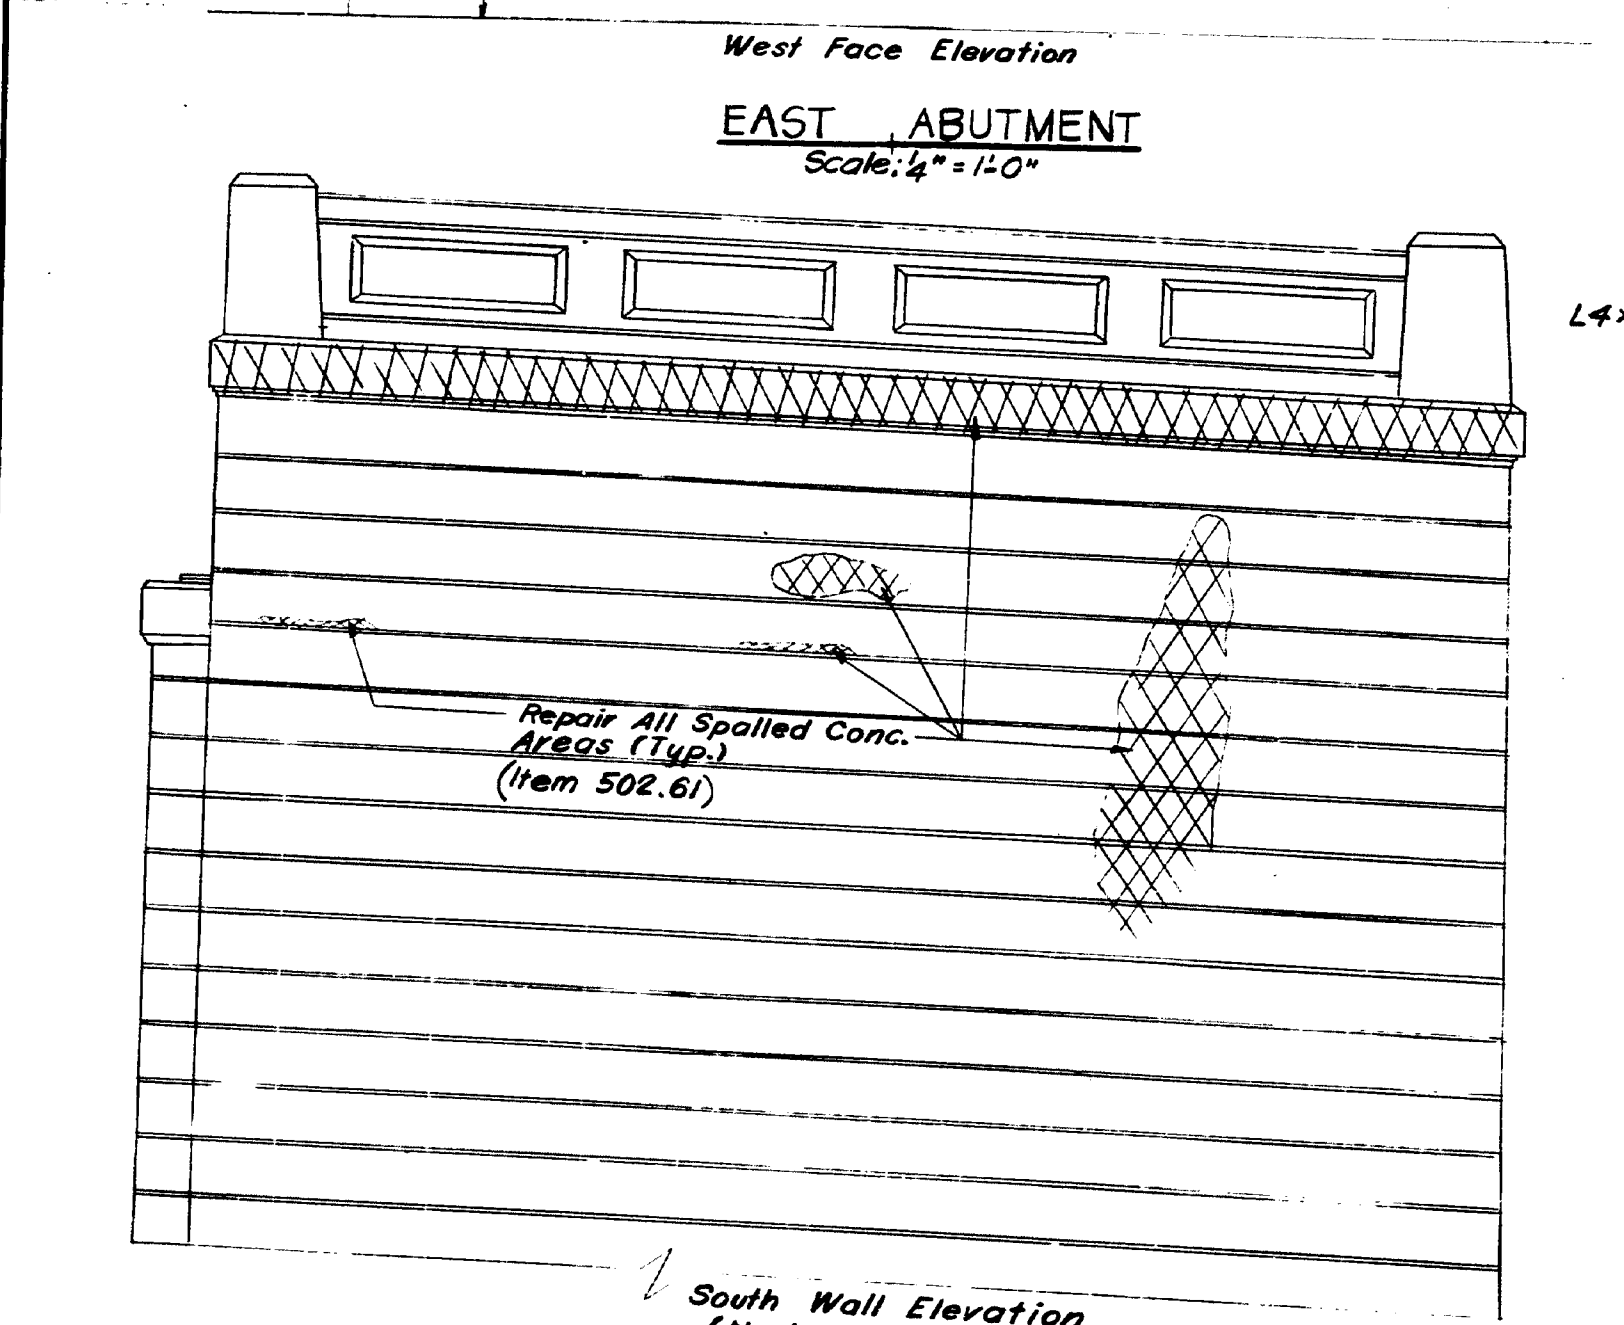 West Face Elevation
EAST ABUTMENT
Scale: 1/4" = 1'-0"
L4
Repair All Spalled Conc.
Areas (Typ.)
(Item 502.61)
South Wall Elevation